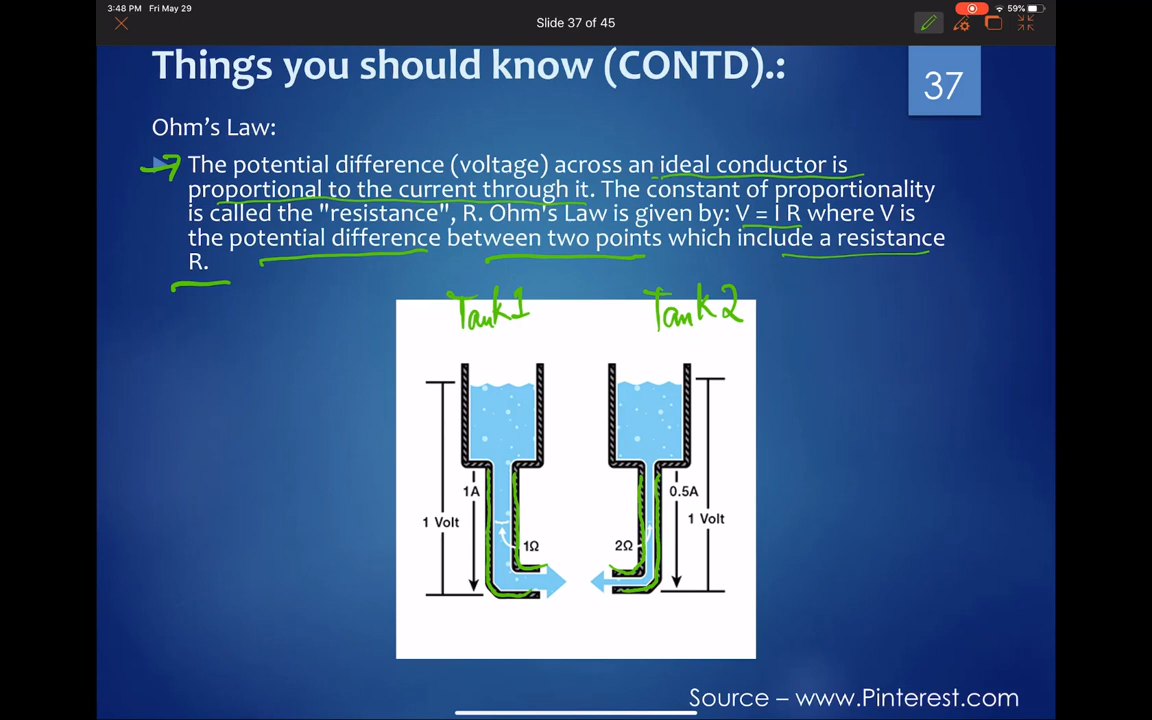 3:48 PM Fri May 29
59%
Slide 37 of 45
Things you should know (CONTD).:
37
Ohm's Law:
The potential difference (voltage) across an ideal conductor is
proportional to the current through it. The constant of proportionality
is called the "resistance", R. Ohm's Law is given by: V = I R where V is
the potential difference between two points which include a resistance
R.
Tank1
Tank2
1A
0.5A
1 Volt
1 Volt
1Ω
2Ω
Source – www.Pinterest.com